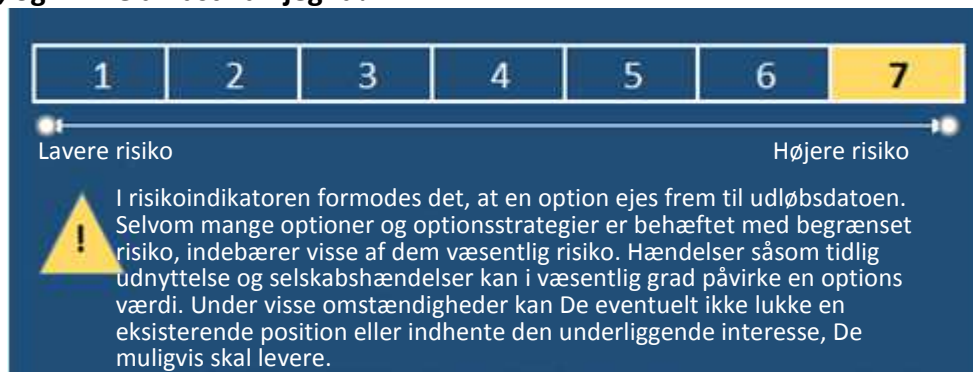 1 2 3 4 5 6 7
Lavere risiko Højere risiko
!
I risikoindikatoren formodes det, at en option ejes frem til udløbsdatoen.
Selvom mange optioner og optionsstrategier er behæftet med begrænset
risiko, indebærer visse af dem væsentlig risiko. Hændelser såsom tidlig
udnyttelse og selskabshændelser kan i væsentlig grad påvirke en options
værdi. Under visse omstændigheder kan De eventuelt ikke lukke en
eksisterende position eller indhente den underliggende interesse, De
muligvis skal levere.